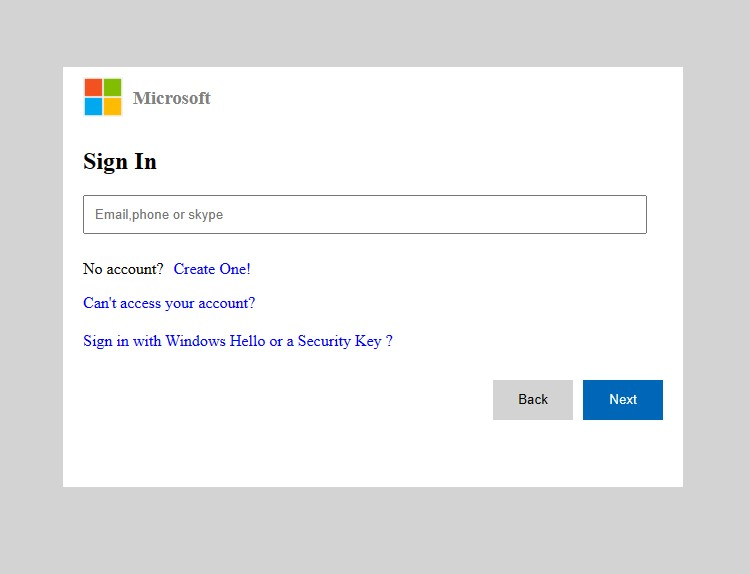 Microsoft
Sign In
Email,phone or skype
No account? Create One!
Can't access your account?
Sign in with Windows Hello or a Security Key ?
Back Next